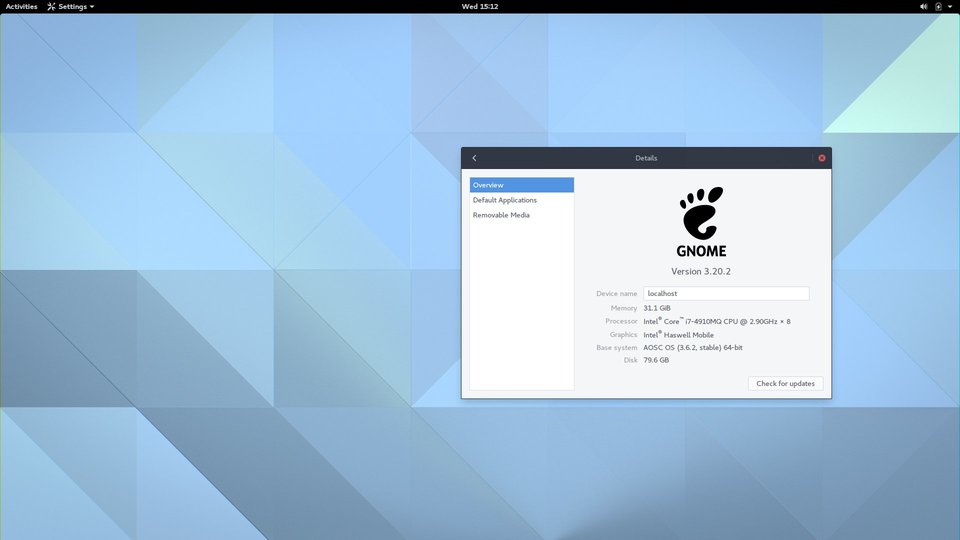 Activities Settings Wed 15:12
Details
Overview
Default Applications
Removable Media
GNOME
Version 3.20.2
Device name localhost
Memory 31.1 GiB
Processor Intel® Core™ i7-4910MQ CPU @ 2.90GHz × 8
Graphics Intel® Haswell Mobile
Base system AOSC OS (3.6.2, stable) 64-bit
Disk 79.6 GB
Check for updates